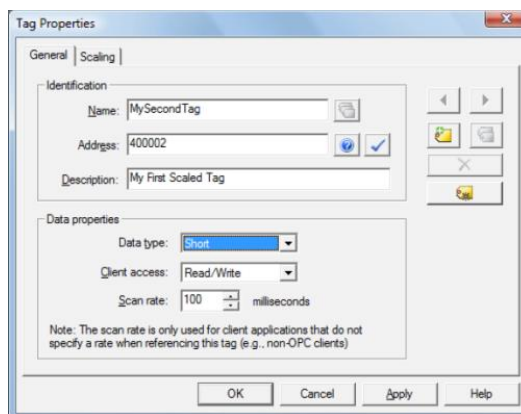 Tag Properties
General Scaling
Identification
Name: MySecondTag
Address: 400002
Description: My First Scaled Tag
Data properties
Data type: Short
Client access: Read/Write
Scan rate: 100 milliseconds
Note: The scan rate is only used for client applications that do not
specify a rate when referencing this tag (e.g., non-OPC clients)
OK Cancel Apply Help